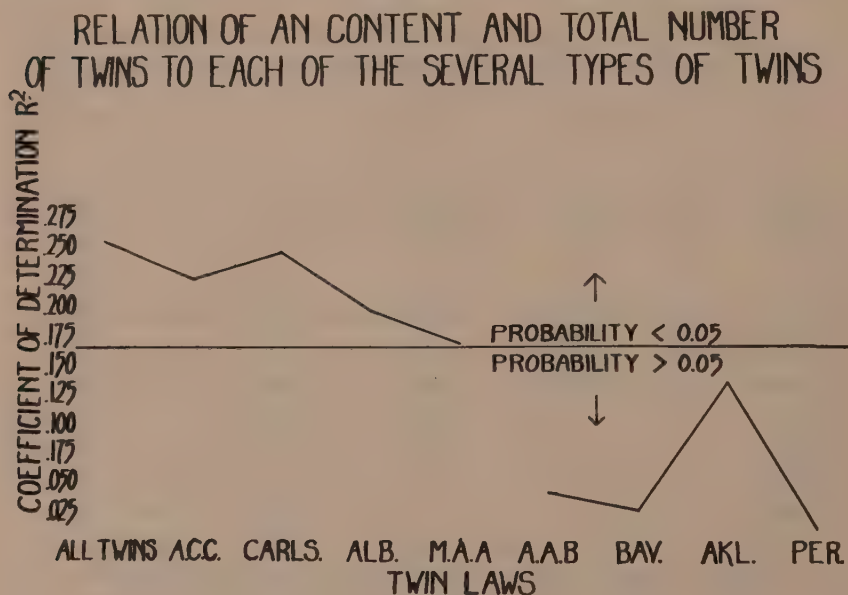 RELATION OF AN CONTENT AND TOTAL NUMBER
OF TWINS TO EACH OF THE SEVERAL TYPES OF TWINS
COEFFICIENT OF DETERMINATION R²
.275
.250
.225
.200
.175
.150
.125
.100
.175
.050
.025
PROBABILITY < 0.05
PROBABILITY > 0.05
ALL TWINS A.C.C. CARLS. ALB. M.A.A A.A.B BAV. AKL. PER.
TWIN LAWS